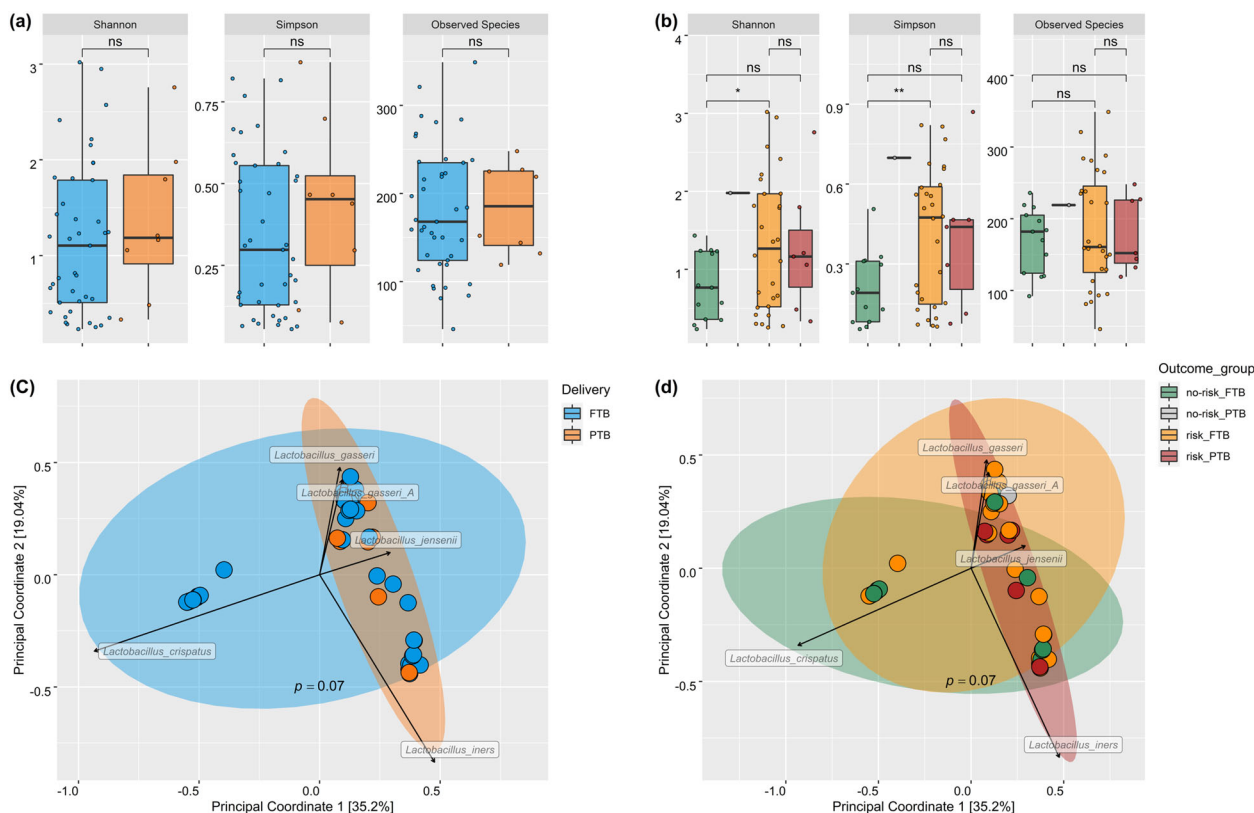 (a)
Shannon
Simpson
Observed Species
ns
ns
ns
3
2
1
0.75
0.50
0.25
300
200
100
(b)
Shannon
Simpson
Observed Species
ns
ns
ns
ns
ns
ns
*
**
ns
4
3
2
1
0.9
0.6
0.3
400
300
200
100
(C)
Delivery
FTB
PTB
Principal Coordinate 2 [19.04%]
0.5
0.0
-0.5
Lactobacillus_gasseri
Lactobacillus_gasseri_A
Lactobacillus_jensenii
Lactobacillus_crispatus
p = 0.07
Lactobacillus_iners
-1.0
-0.5
0.0
0.5
Principal Coordinate 1 [35.2%]
(d)
Outcome_group
no-risk_FTB
no-risk_PTB
risk_FTB
risk_PTB
Principal Coordinate 2 [19.04%]
0.5
0.0
-0.5
Lactobacillus_gasseri
Lactobacillus_gasseri_A
Lactobacillus_jensenii
Lactobacillus_crispatus
p = 0.07
Lactobacillus_iners
-1.0
-0.5
0.0
0.5
Principal Coordinate 1 [35.2%]